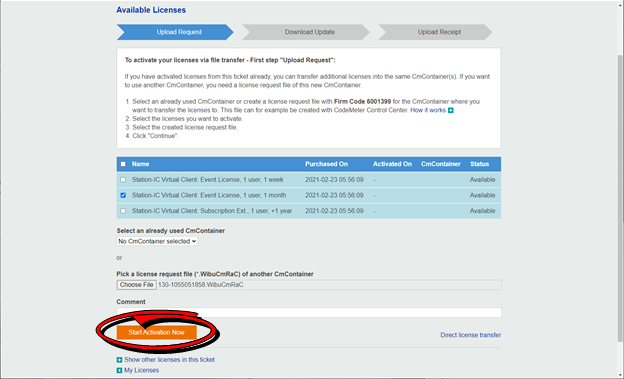 Available Licenses
Upload Request
Download Update
Upload Receipt
To activate your licenses via file transfer - First step "Upload Request":
If you have activated licenses from this ticket already, you can transfer additional licenses into the same CmContainer(s). If you want
to use another CmContainer, you need a license request file of this new CmContainer.
1. Select an already used CmContainer or create a license request file with Firm Code 6001399 for the CmContainer where you
want to transfer the licenses to. This file can for example be created with CodeMeter Control Center. How it works
2. Select the licenses you want to activate.
3. Select the created license request file.
4. Click "Continue".
Name Purchased On Activated On CmContainer Status
Station-IC Virtual Client: Event License, 1 user, 1 week 2021-02-23 05:56:09 - Available
Station-IC Virtual Client: Event License, 1 user, 1 month 2021-02-23 05:56:09 - Available
Station-IC Virtual Client: Subscription Ext., 1 user, +1 year 2021-02-23 05:56:09 - Available
Select an already used CmContainer
No CmContainer selected
or
Pick a license request file (*.WibuCmRaC) of another CmContainer
Choose File 130-1055051858.WibuCmRaC
Comment
Start Activation Now
Direct license transfer
Show other licenses in this ticket
My Licenses